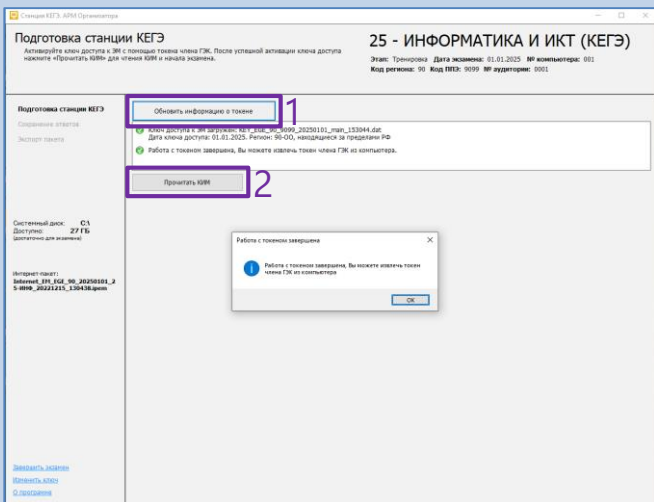 Станция КЕГЭ. АРМ Организатора
Подготовка станции КЕГЭ
Активируйте ключ доступа к ЭМ с помощью токена члена ГЭК. После успешной активации ключа доступа
нажмите «Прочитать КИМ» для чтения КИМ и начала экзамена.
25 - ИНФОРМАТИКА И ИКТ (КЕГЭ)
Этап: Тренировка Дата экзамена: 01.01.2025 № компьютера: 001
Код региона: 90 Код ППЭ: 9099 № аудитории: 0001
Подготовка станции КЕГЭ
Сохранение ответов
Экспорт пакета
Обновить информацию о токене
1
Ключ доступа к ЭМ загружен: KEY_EGE_90_9099_20250101_main_153044.dat
Дата ключа доступа: 01.01.2025. Регион: 90-ОО, находящиеся за пределами РФ
Работа с токеном завершена, Вы можете извлечь токен члена ГЭК из компьютера.
Прочитать КИМ
2
Системный диск: C:\
Доступно: 27 ГБ
(достаточно для экзамена)
Интернет-пакет:
Internet_EM_EGE_90_20250101_2
5-ИНФ_20221215_130438.ipem
Работа с токеном завершена
Работа с токеном завершена, Вы можете извлечь токен
члена ГЭК из компьютера
ОК
Завершить экзамен
Изменить ключ
О программе